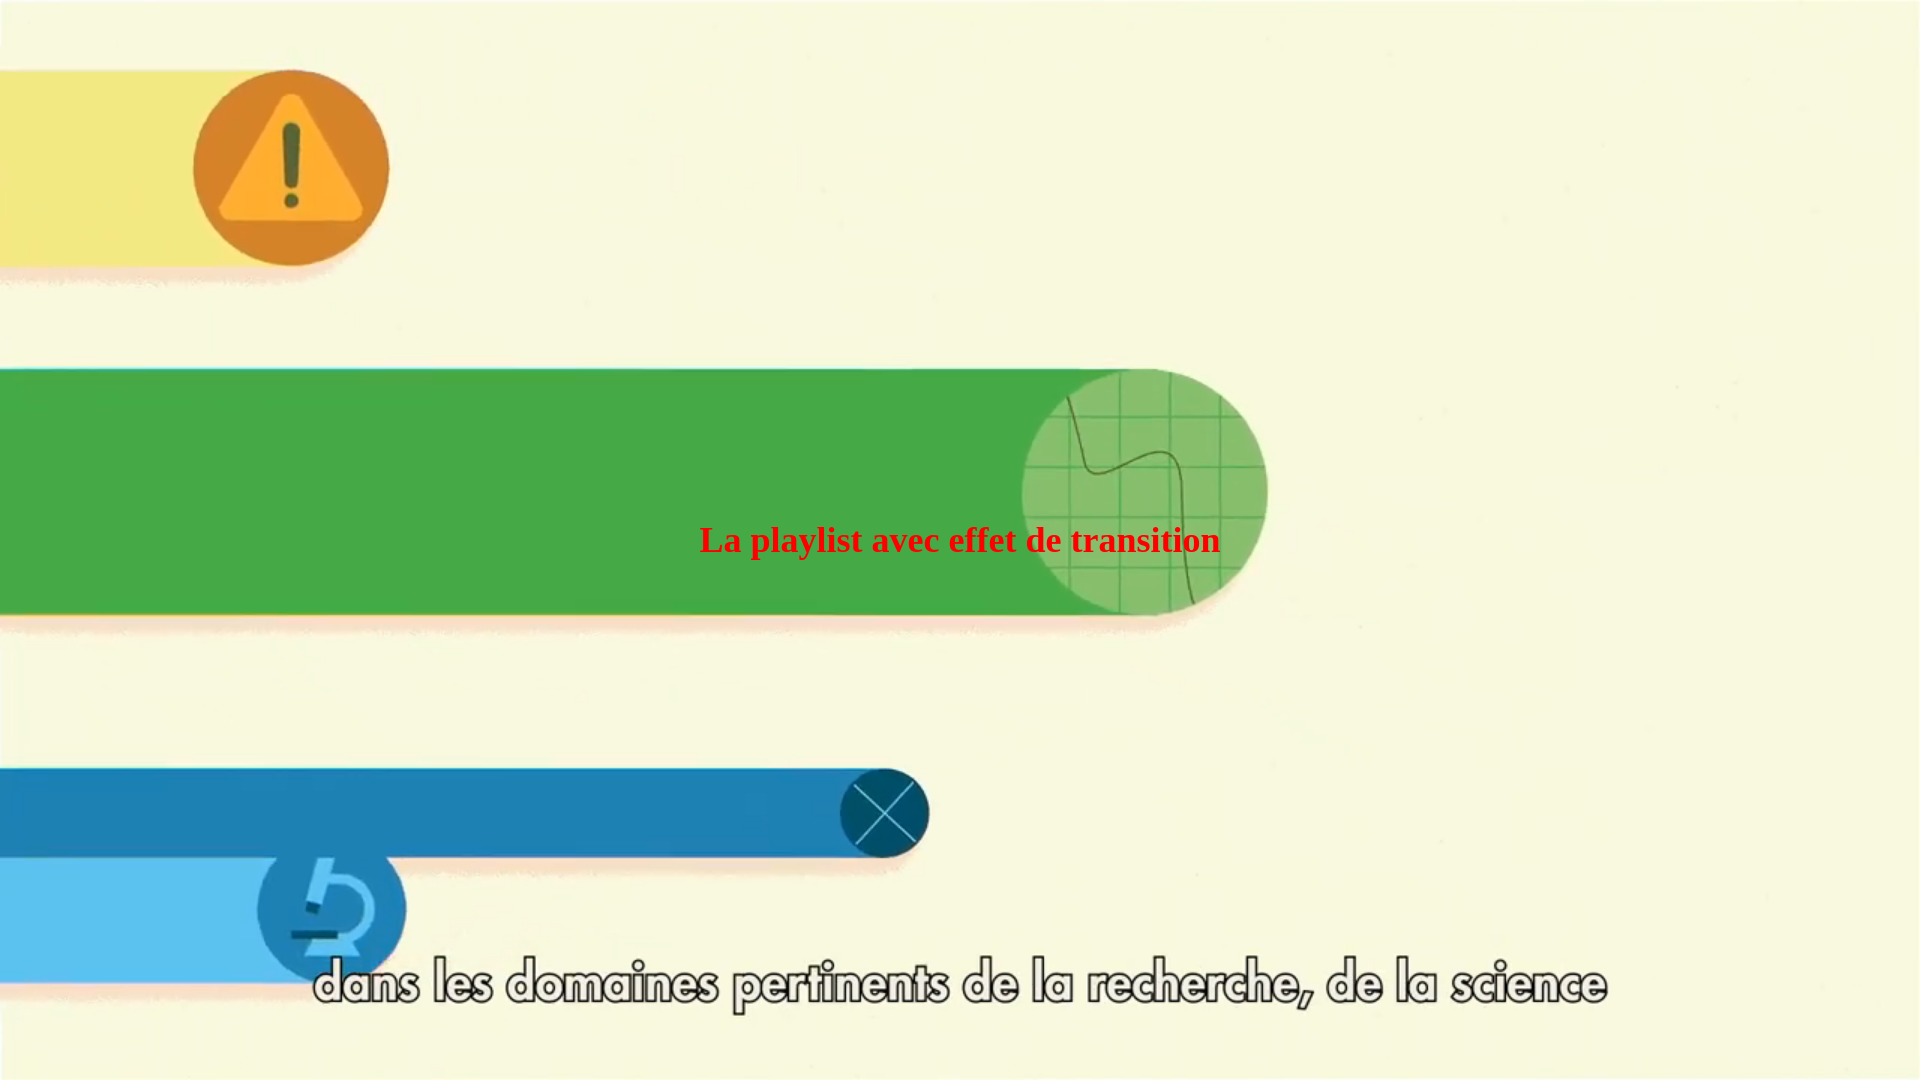 La playlist avec effet de transition
dans les domaines pertinents de la recherche, de la science